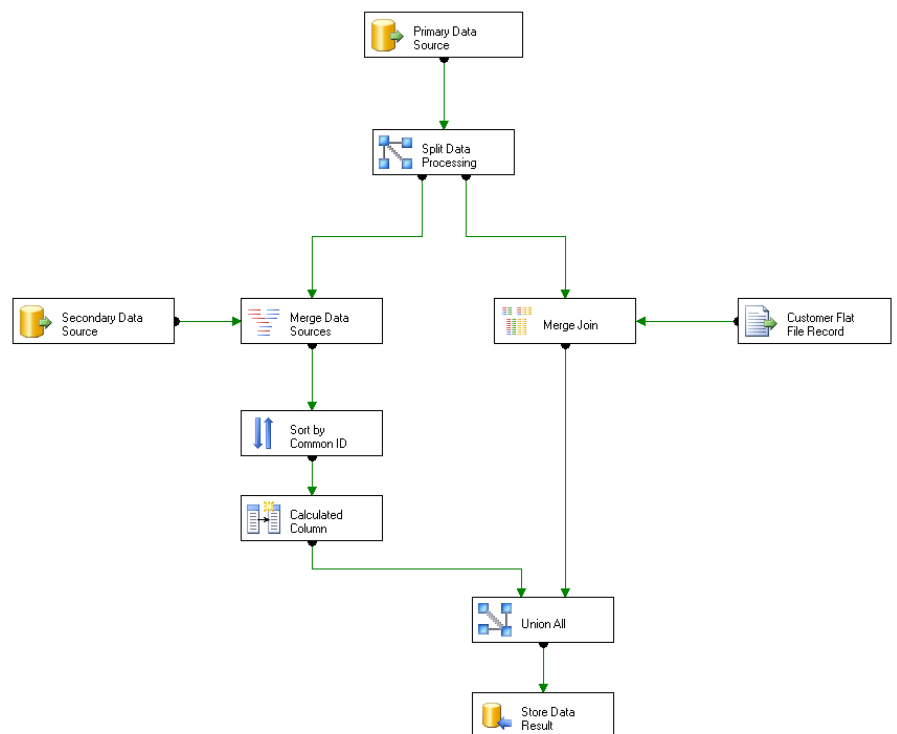 Primary Data
Source
Split Data
Processing
Secondary Data
Source
Merge Data
Sources
Merge Join
Customer Flat
File Record
Sort by
Common ID
Calculated
Column
Union All
Store Data
Result